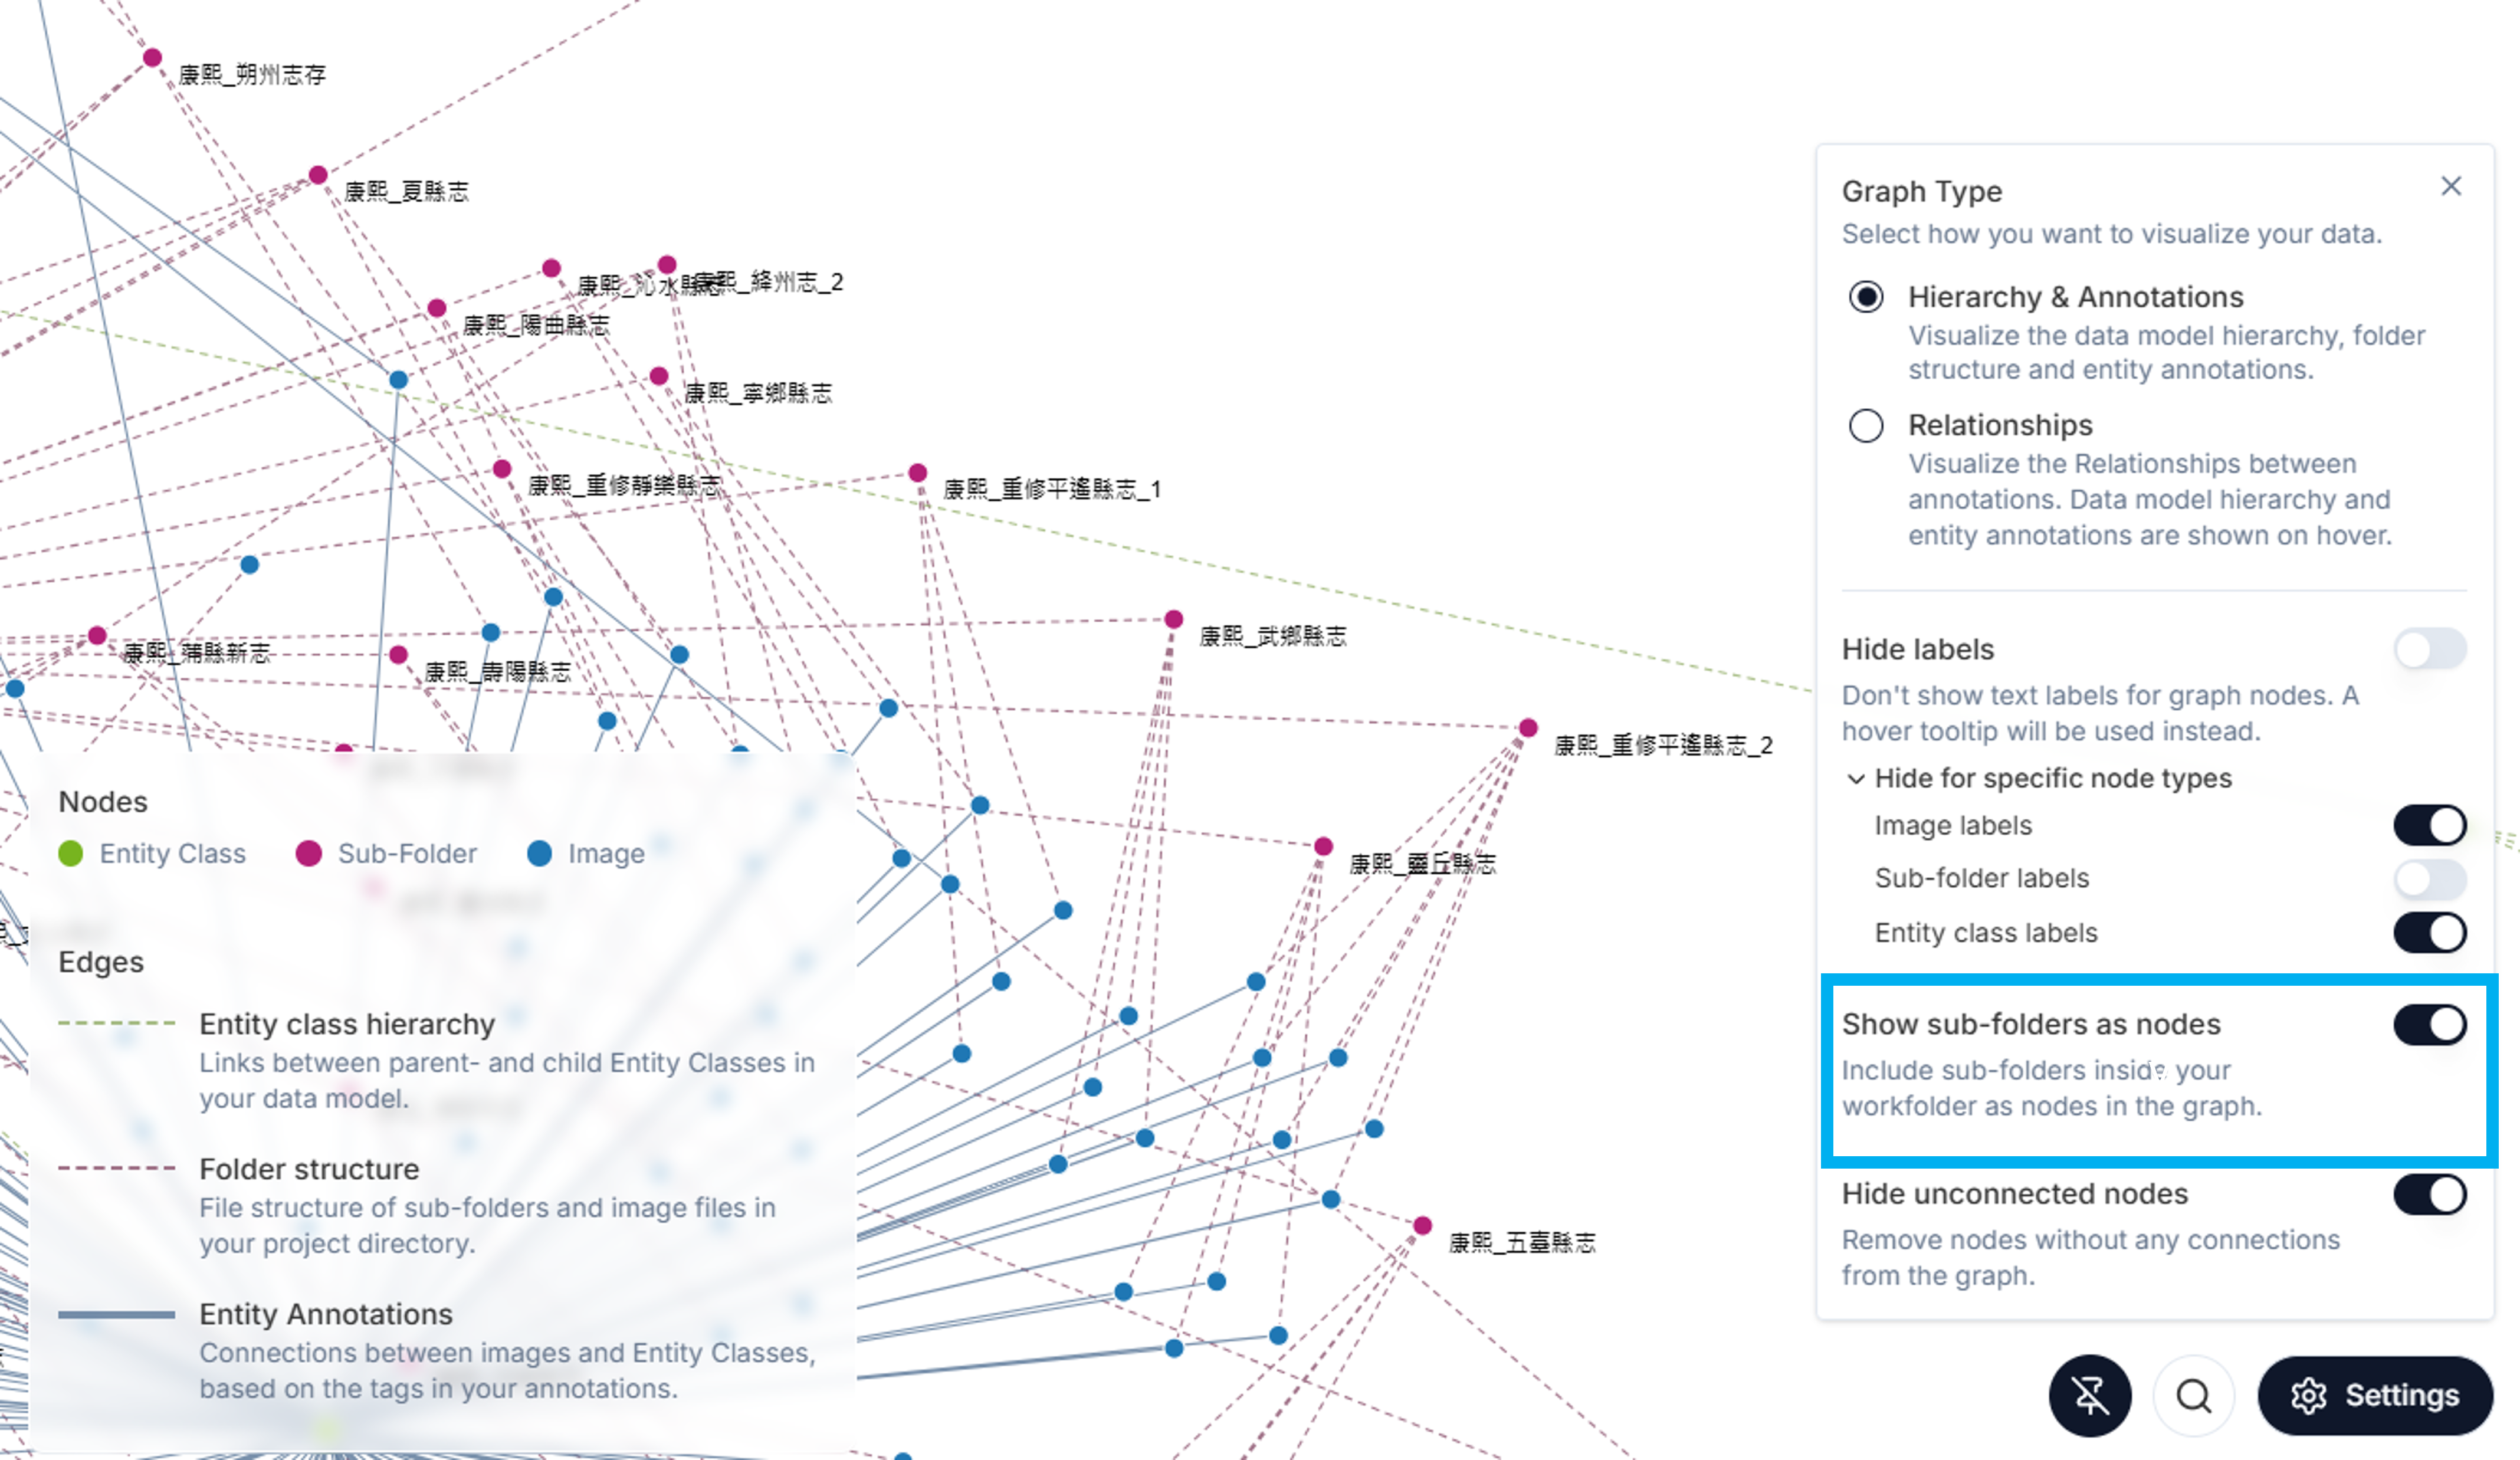 康熙_朔州志存
康熙_夏縣志
康熙_沁水縣志
康熙_絳州志_2
康熙_陽曲縣志
康熙_寧鄉縣志
康熙_重修靜樂縣志
康熙_重修平遙縣志_1
康熙_武鄉縣志
康熙_蒲縣新志
康熙_壽陽縣志
康熙_重修平遙縣志_2
康熙_靈丘縣志
康熙_五臺縣志
Nodes
Entity Class
Sub-Folder
Image
Edges
Entity class hierarchy
Links between parent- and child Entity Classes in
your data model.
Folder structure
File structure of sub-folders and image files in
your project directory.
Entity Annotations
Connections between images and Entity Classes,
based on the tags in your annotations.
Graph Type
Select how you want to visualize your data.
Hierarchy & Annotations
Visualize the data model hierarchy, folder
structure and entity annotations.
Relationships
Visualize the Relationships between
annotations. Data model hierarchy and
entity annotations are shown on hover.
Hide labels
Don't show text labels for graph nodes. A
hover tooltip will be used instead.
Hide for specific node types
Image labels
Sub-folder labels
Entity class labels
Show sub-folders as nodes
Include sub-folders inside your
workfolder as nodes in the graph.
Hide unconnected nodes
Remove nodes without any connections
from the graph.
Settings